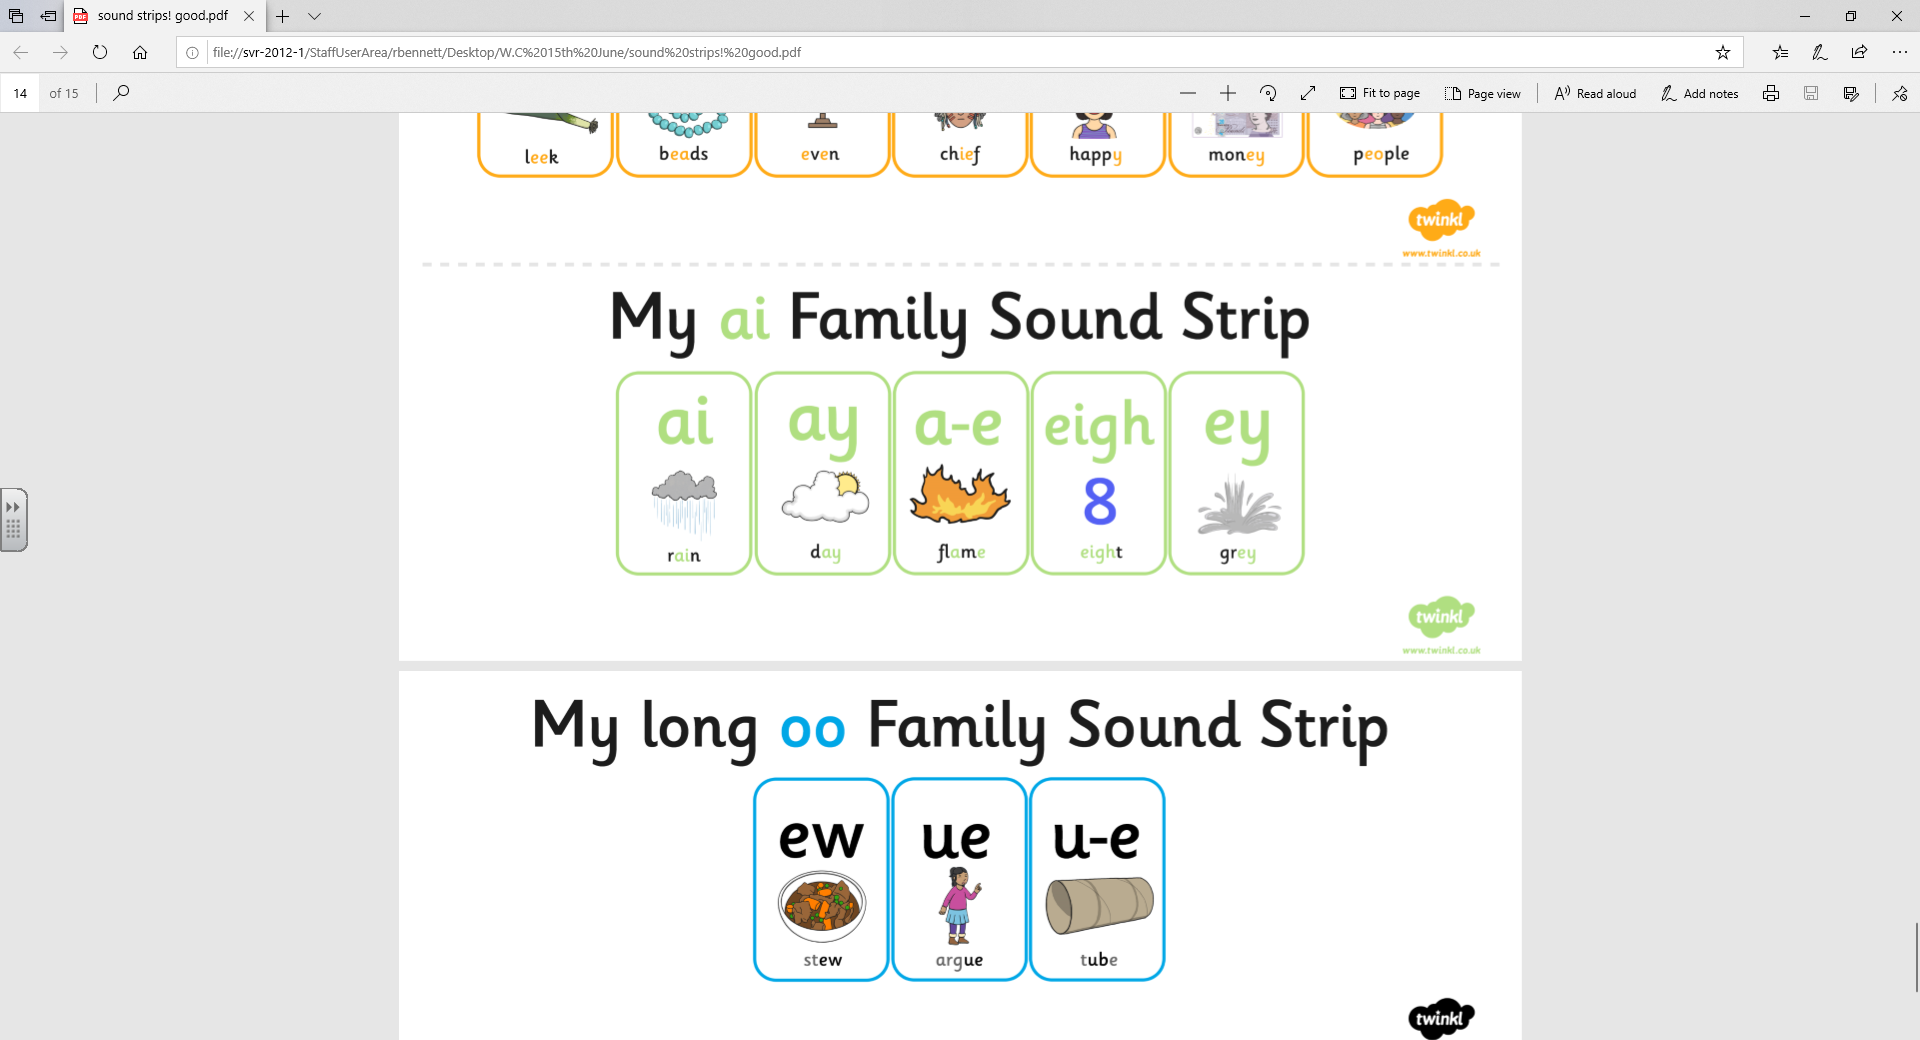 sound strips! good.pdf
file://svr-2012-1/StaffUserArea/rbennett/Desktop/W.C%2015th%20June/sound%20strips!%20good.pdf
14 of 15 Fit to page Page view Read aloud Add notes
leek beads even chief happy money people
twinkl
www.twinkl.co.uk
My ai Family Sound Strip
ai ay a-e eigh ey
8
rain day flame eight grey
twinkl
www.twinkl.co.uk
My long oo Family Sound Strip
ew ue u-e
stew argue tube
twinkl